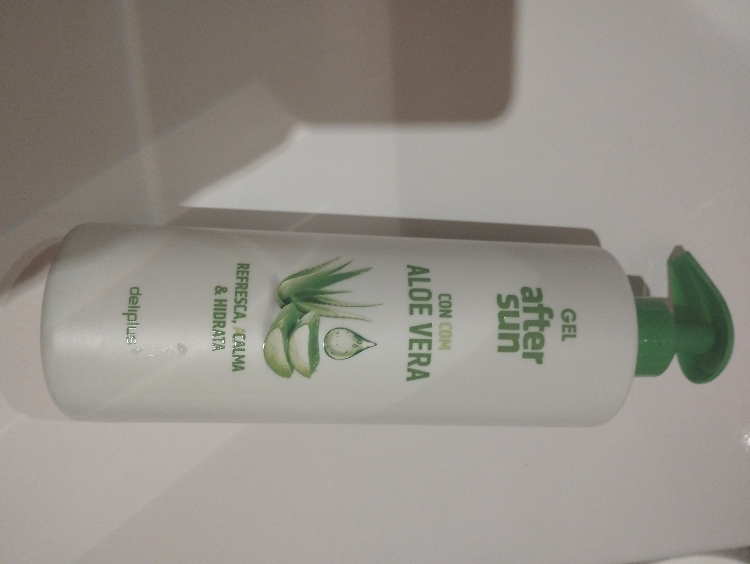 GEL
after
sun
CON COM
ALOE VERA
REFRESCA, ACALMA
& HIDRATA
deliplus